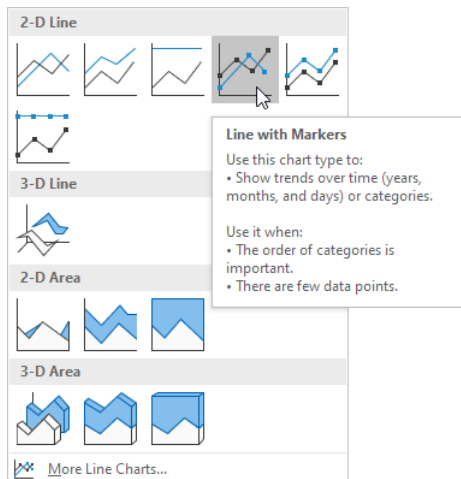 2-D Line
Line with Markers
Use this chart type to:
• Show trends over time (years,
months, and days) or categories.
Use it when:
• The order of categories is
important.
• There are few data points.
3-D Line
2-D Area
3-D Area
More Line Charts...